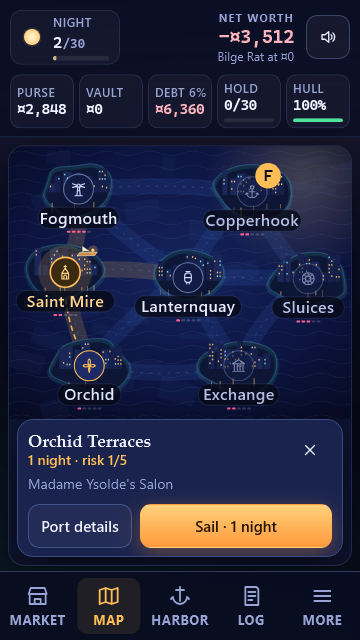 NIGHT
2/30
NET WORTH
−¤3,512
Bilge Rat at ¤0
PURSE
¤2,848
VAULT
¤0
DEBT 6%
¤6,360
HOLD
0/30
HULL
100%
F
Fogmouth
Copperhook
Saint Mire
Lanternquay
Sluices
Orchid
Exchange
Orchid Terraces
1 night · risk 1/5
Madame Ysolde's Salon
Port details
Sail · 1 night
MARKET
MAP
HARBOR
LOG
MORE